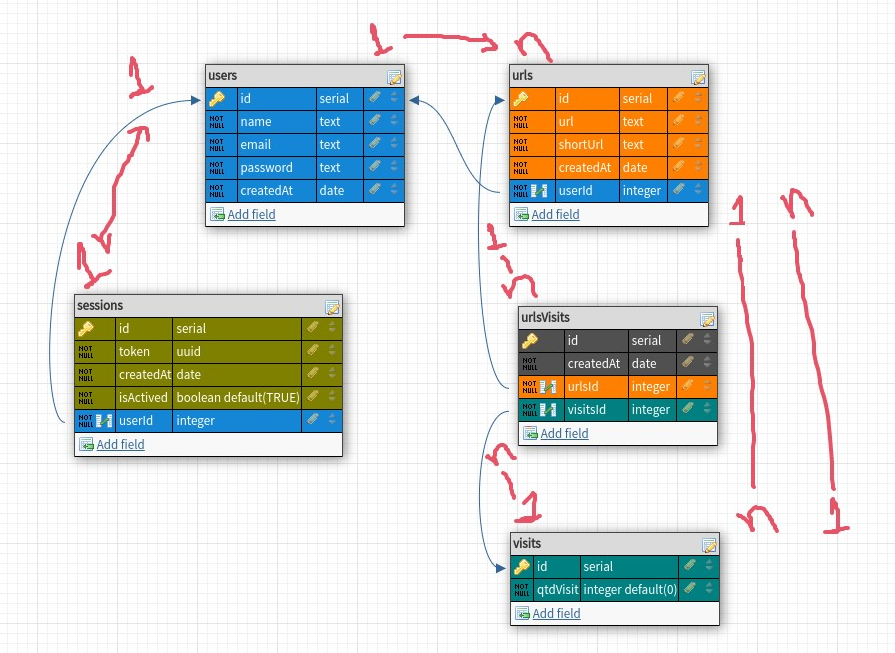 1 → n
1
users
id serial
NOT NULL name text
NOT NULL email text
NOT NULL password text
NOT NULL createdAt date
Add field
urls
id serial
NOT NULL url text
NOT NULL shortUrl text
NOT NULL createdAt date
NOT NULL userId integer
Add field
1
sessions
id serial
NOT NULL token uuid
NOT NULL createdAt date
NOT NULL isActived boolean default(TRUE)
NOT NULL userId integer
Add field
1
n
1 n
urlsVisits
id serial
NOT NULL createdAt date
NOT NULL urlsId integer
NOT NULL visitsId integer
Add field
n
1
n 1
visits
id serial
NOT NULL qtdVisit integer default(0)
Add field